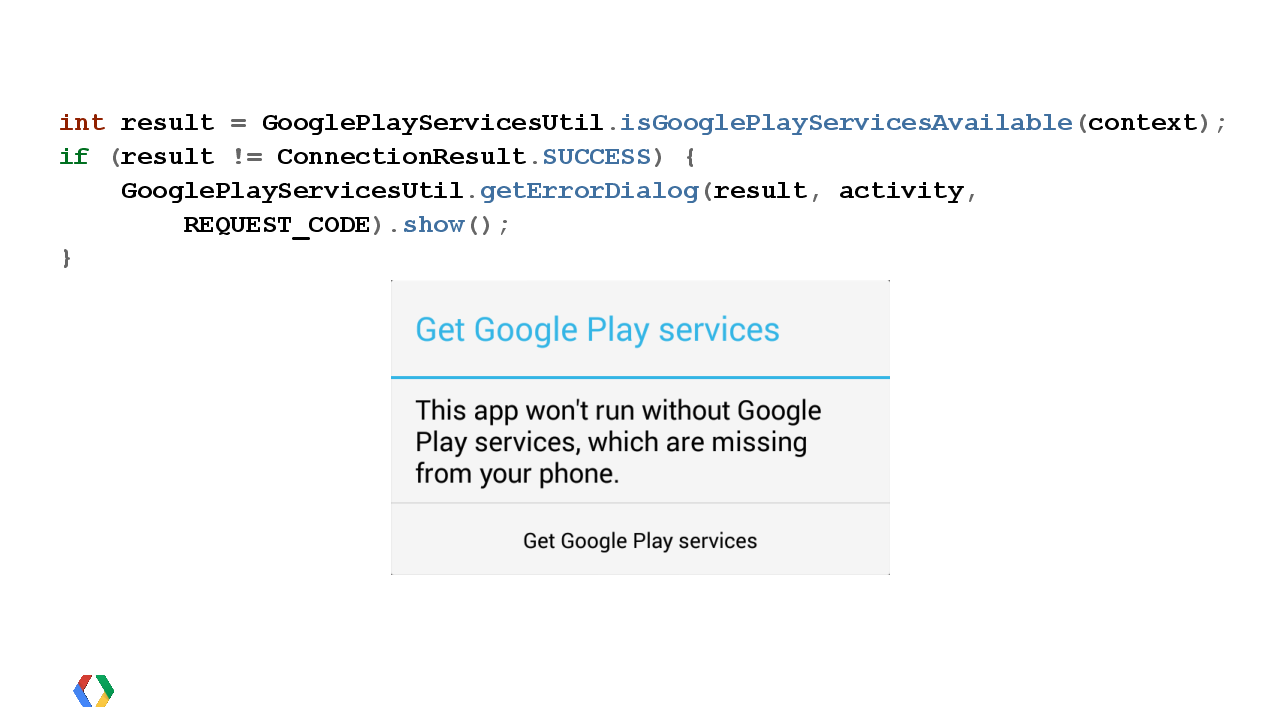 int result = GooglePlayServicesUtil.isGooglePlayServicesAvailable(context);
if (result != ConnectionResult.SUCCESS) {
    GooglePlayServicesUtil.getErrorDialog(result, activity,
        REQUEST_CODE).show();
}
Get Google Play services
This app won't run without Google
Play services, which are missing
from your phone.
Get Google Play services